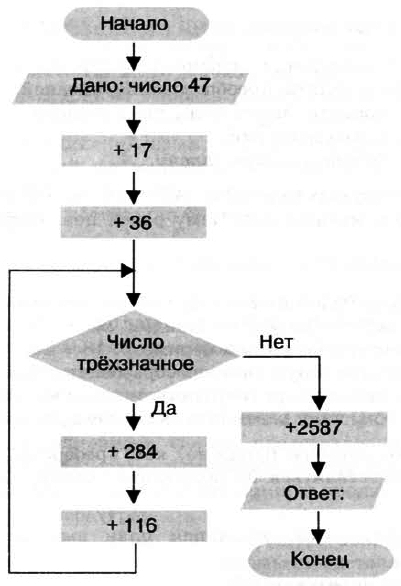 Начало
Дано: число 47
+ 17
+ 36
Число
трёхзначное
Нет
Да
+ 284
+ 116
+2587
Ответ:
Конец